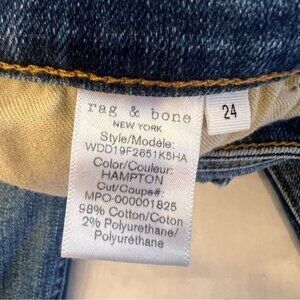 rag & bone
NEW YORK
Style/Modéle:
WDD19F2651K5HA
Color/Couleur:
HAMPTON
Cut/Coupe#:
MPO-000001825
98% Cotton/Coton
2% Polyurethane/
Polyuréthane
24